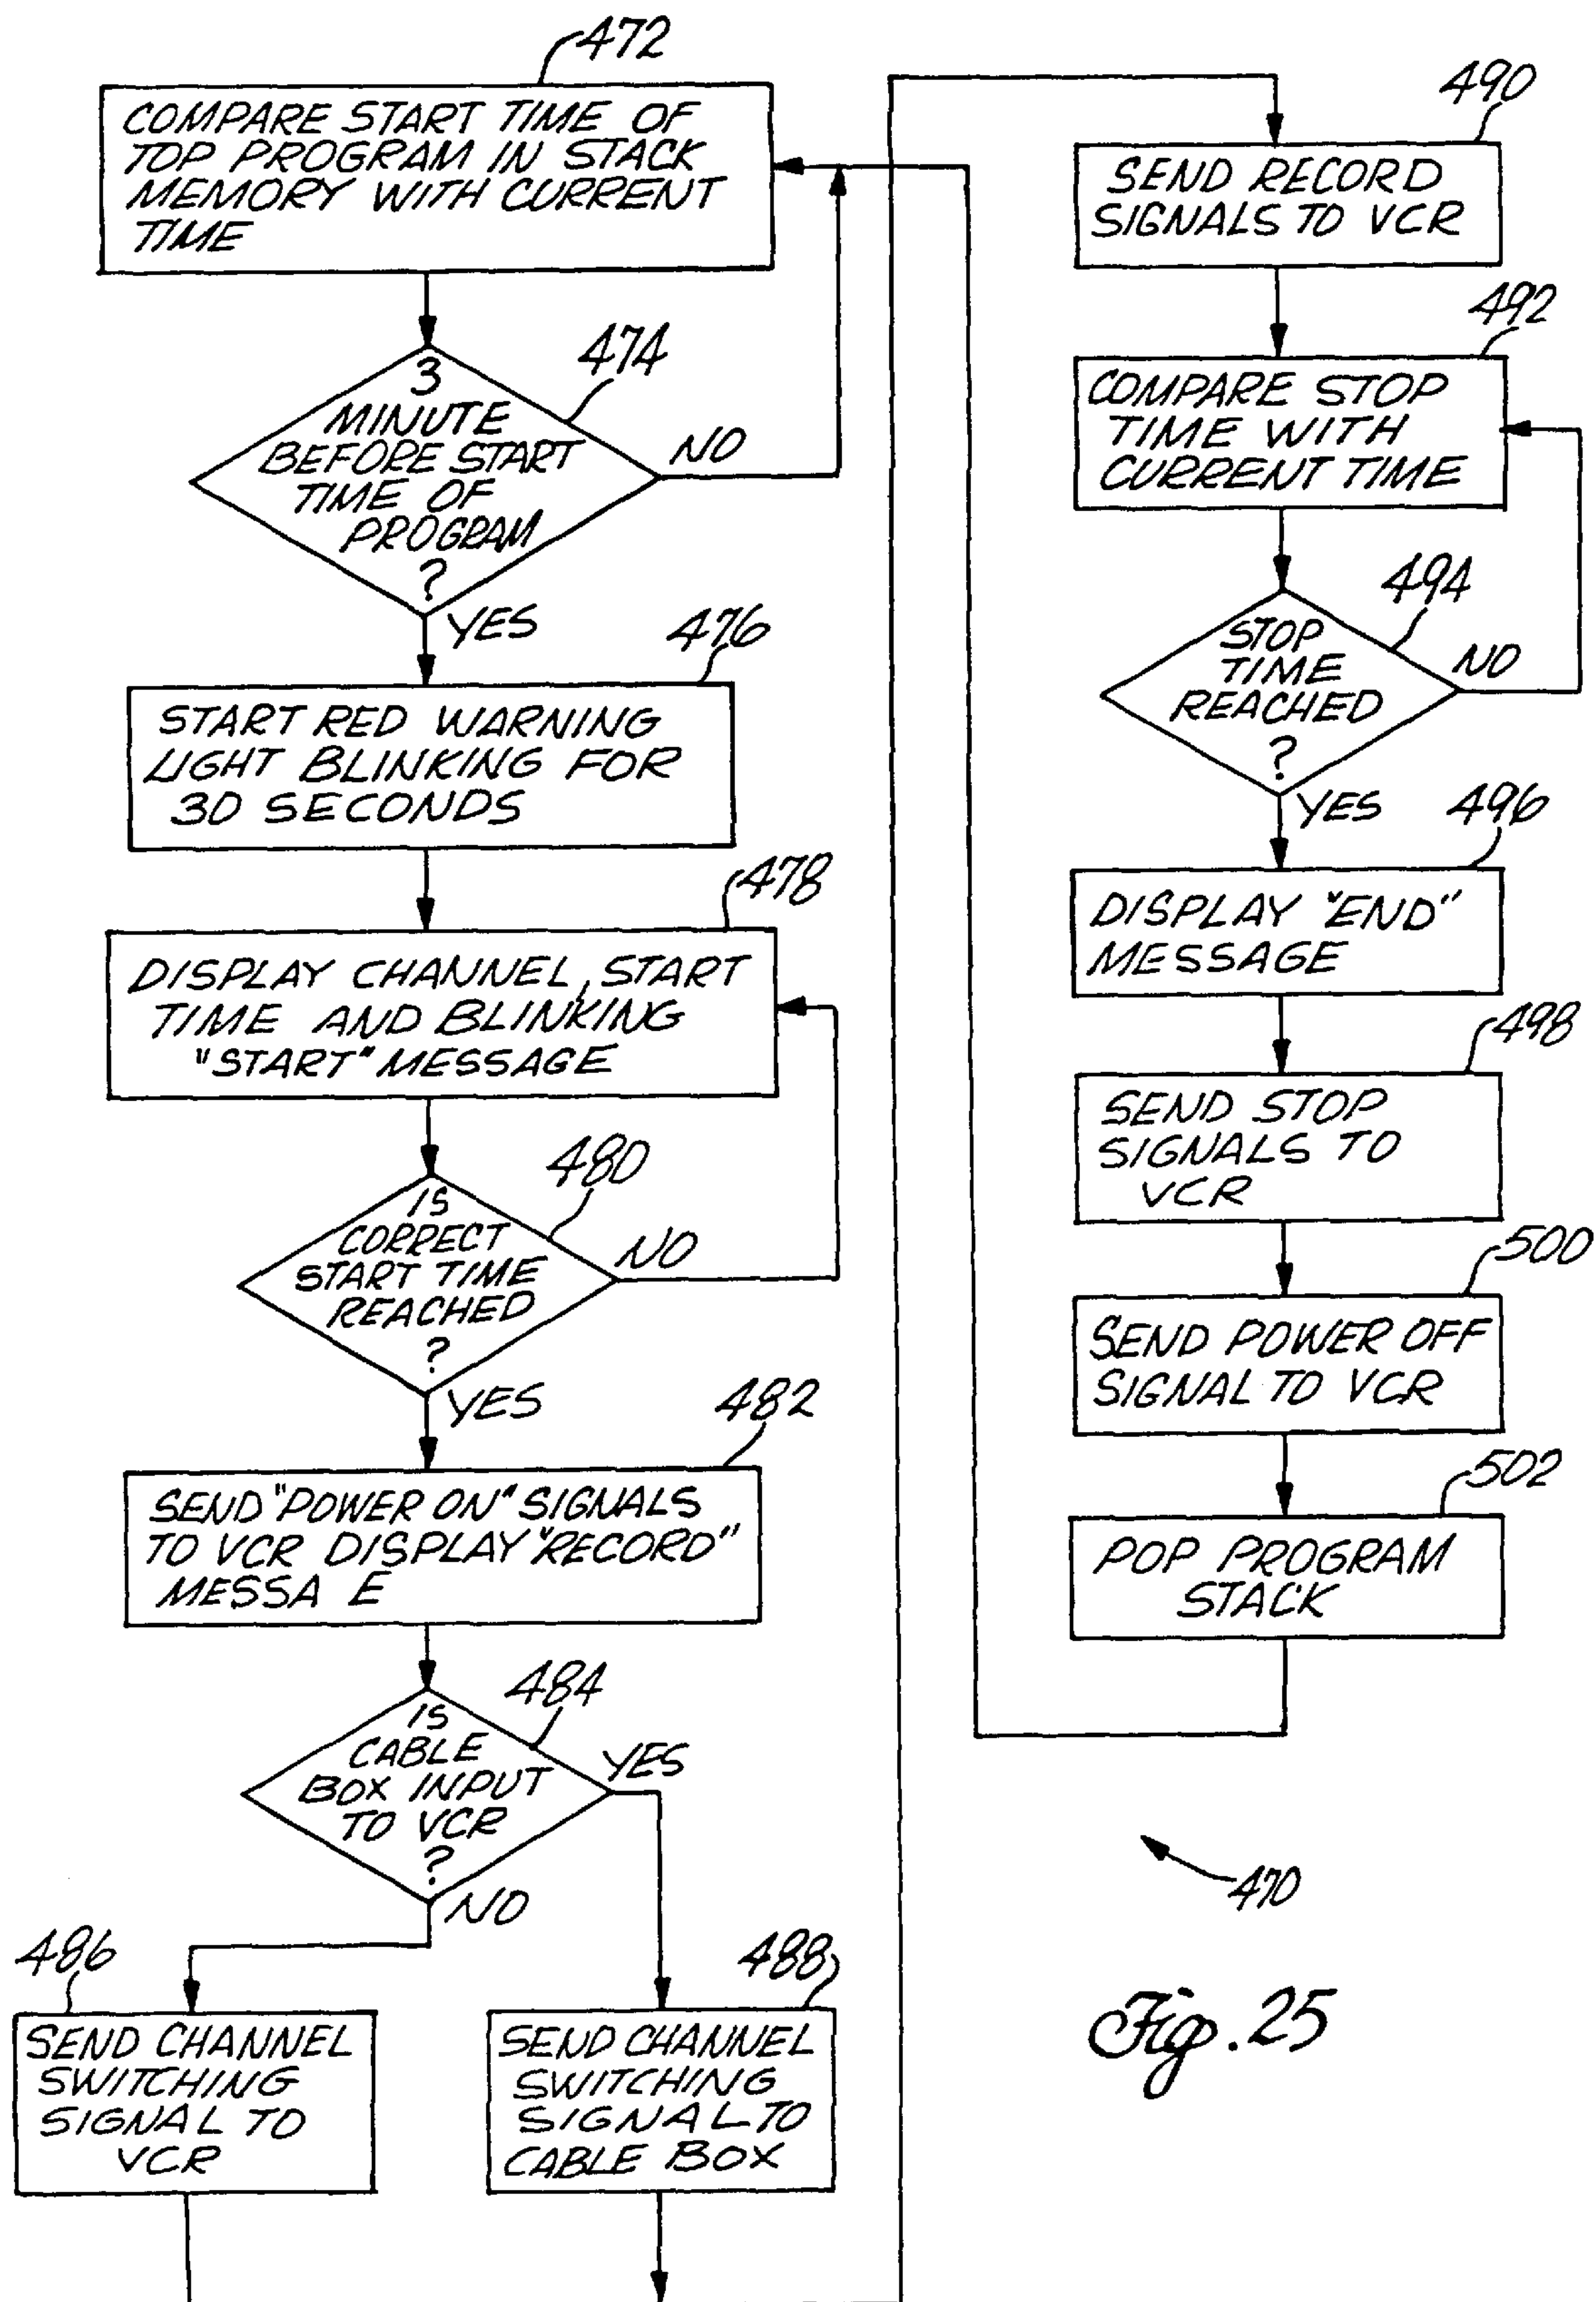 472
COMPARE START TIME OF
TOP PROGRAM IN STACK
MEMORY WITH CURRENT
TIME
474
3
MINUTE
BEFORE START
TIME OF
PROGRAM
?
NO
YES
476
START RED WARNING
LIGHT BLINKING FOR
30 SECONDS
478
DISPLAY CHANNEL, START
TIME AND BLINKING
"START" MESSAGE
480
IS
CORRECT
START TIME
REACHED
?
NO
YES
482
SEND "POWER ON" SIGNALS
TO VCR DISPLAY "RECORD"
MESSA E
484
IS
CABLE
BOX INPUT
TO VCR
?
YES
NO
486
SEND CHANNEL
SWITCHING
SIGNAL TO
VCR
488
SEND CHANNEL
SWITCHING
SIGNAL TO
CABLE BOX
490
SEND RECORD
SIGNALS TO VCR
492
COMPARE STOP
TIME WITH
CURRENT TIME
494
STOP
TIME
REACHED
?
NO
YES
496
DISPLAY "END"
MESSAGE
498
SEND STOP
SIGNALS TO
VCR
500
SEND POWER OFF
SIGNAL TO VCR
502
POP PROGRAM
STACK
470
Fig. 25